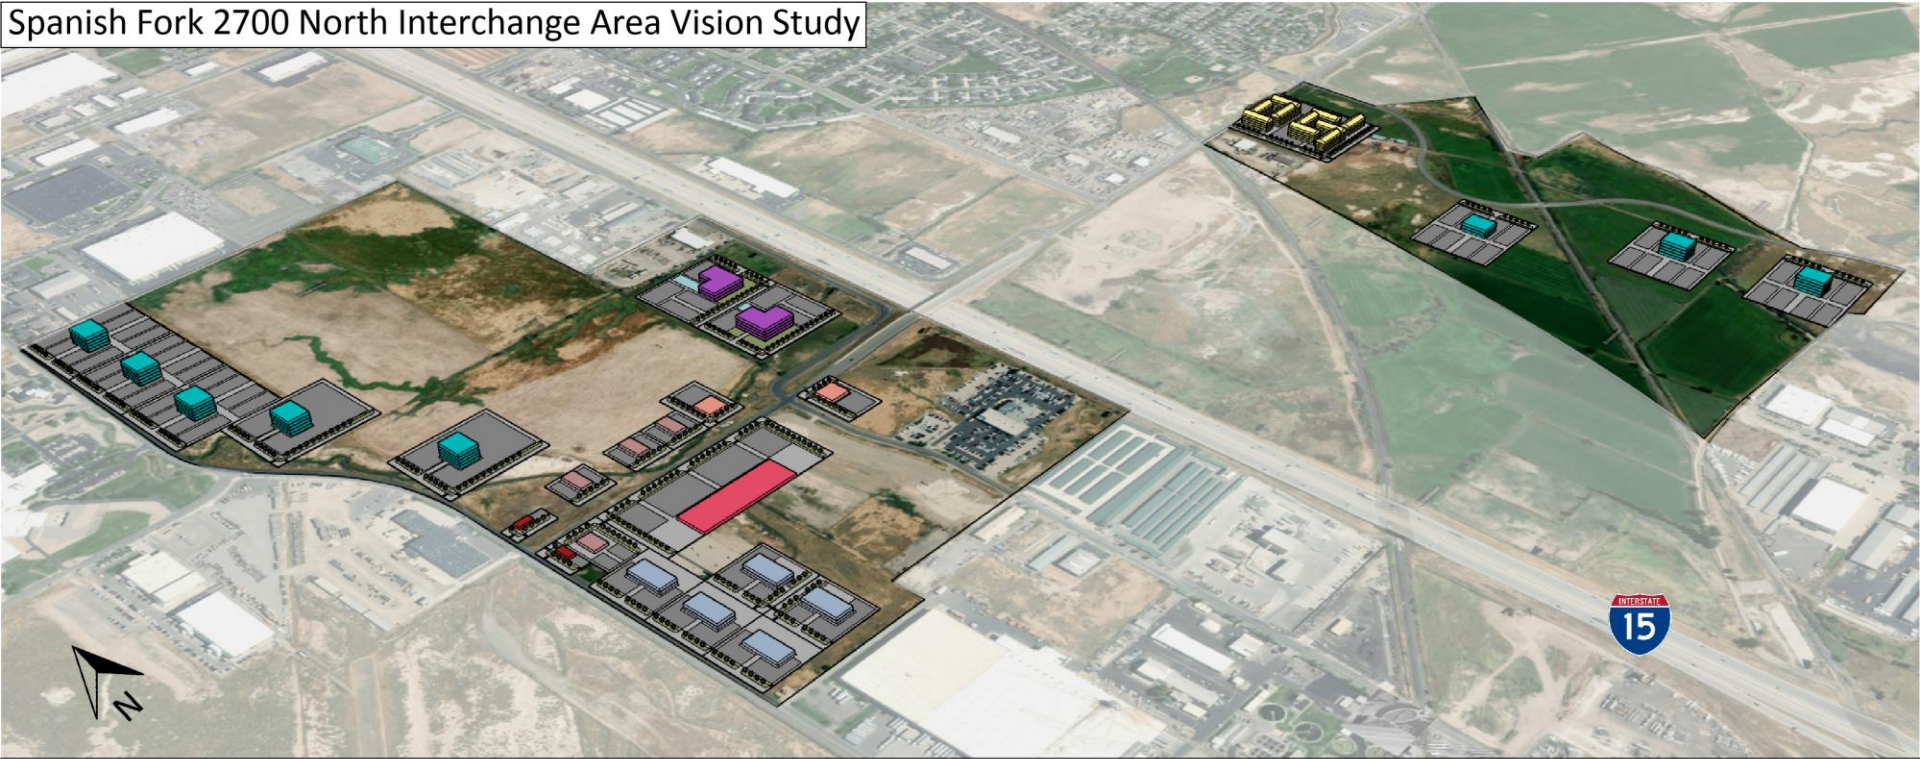 Spanish Fork 2700 North Interchange Area Vision Study
INTERSTATE
15
N